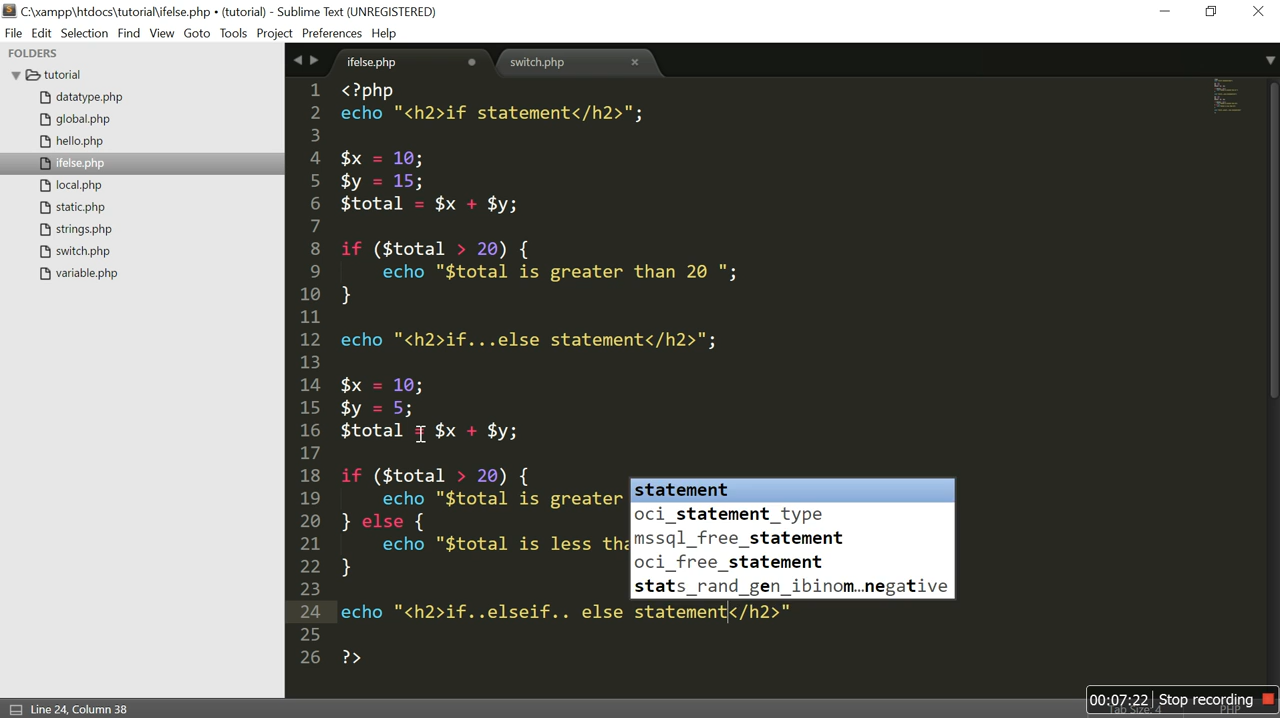 C:\xampp\htdocs\tutorial\ifelse.php • (tutorial) - Sublime Text (UNREGISTERED)
File Edit Selection Find View Goto Tools Project Preferences Help
FOLDERS
tutorial
datatype.php
global.php
hello.php
ifelse.php
local.php
static.php
strings.php
switch.php
variable.php
ifelse.php switch.php
1 <?php
2 echo "<h2>if statement</h2>";
3
4 $x = 10;
5 $y = 15;
6 $total = $x + $y;
7
8 if ($total > 20) {
9 echo "$total is greater than 20 ";
10 }
11
12 echo "<h2>if...else statement</h2>";
13
14 $x = 10;
15 $y = 5;
16 $total = $x + $y;
17
18 if ($total > 20) {
19 echo "$total is greater
20 } else {
21 echo "$total is less
22 }
23
24 echo "<h2>if..elseif.. else statement</h2>"
25
26 ?>
statement
oci_statement_type
mssql_free_statement
oci_free_statement
stats_rand_gen_ibinom…negative
Line 24, Column 38
00:07:22 Stop recording
Tab Size: 4 PHP